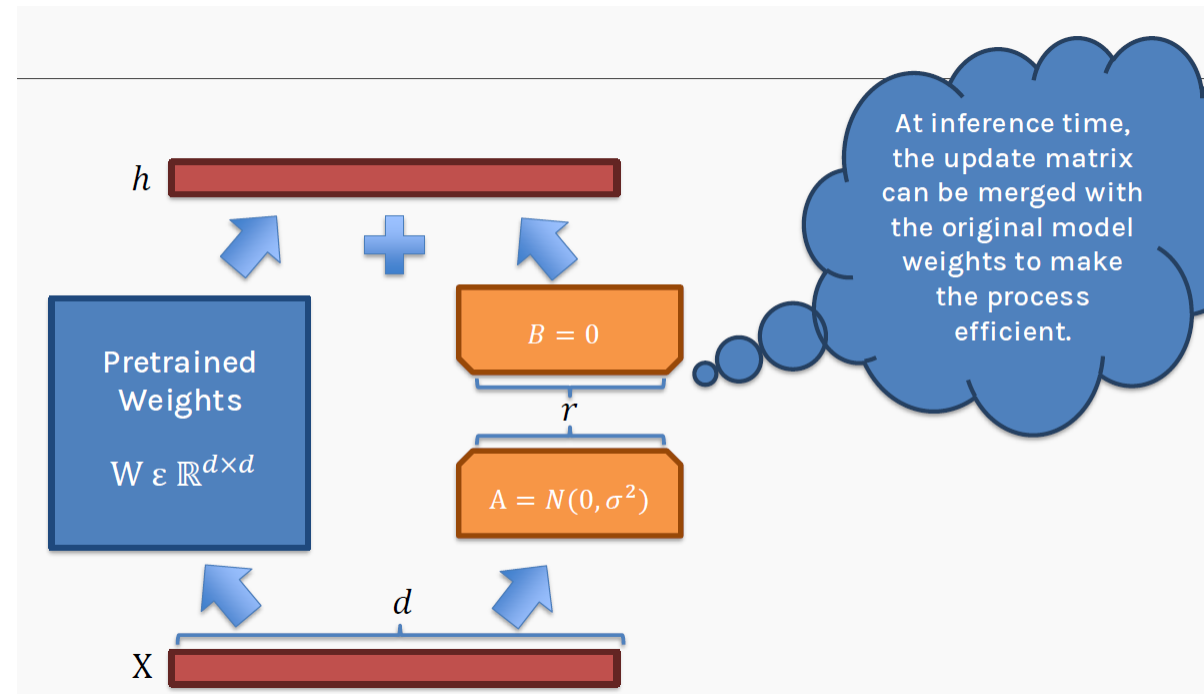 At inference time,
the update matrix
can be merged with
the original model
weights to make
the process
efficient.
h
B = 0
Pretrained
Weights
W ε ℝ^{d×d}
r
A = N(0, σ²)
d
X